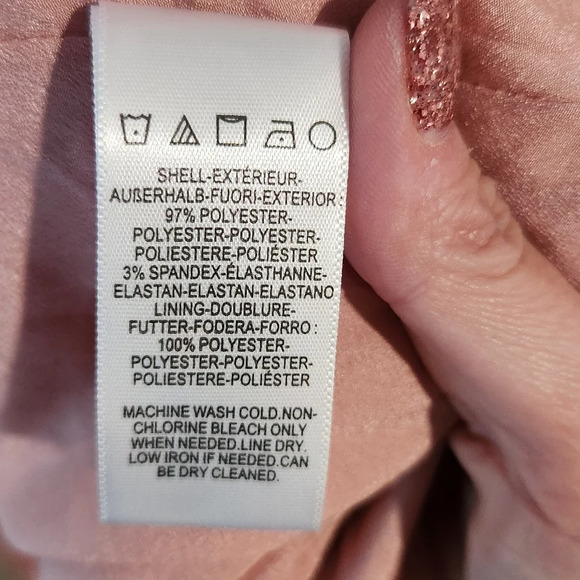 SHELL-EXTÉRIEUR-
AUßERHALB-FUORI-EXTERIOR :
97% POLYESTER-
POLYESTER-POLYESTER-
POLIESTERE-POLIÉSTER
3% SPANDEX-ÉLASTHANNE-
ELASTAN-ELASTAN-ELASTANO
LINING-DOUBLURE-
FUTTER-FODERA-FORRO :
100% POLYESTER-
POLYESTER-POLYESTER-
POLIESTERE-POLIÉSTER
MACHINE WASH COLD.NON-
CHLORINE BLEACH ONLY
WHEN NEEDED.LINE DRY.
LOW IRON IF NEEDED.CAN
BE DRY CLEANED.